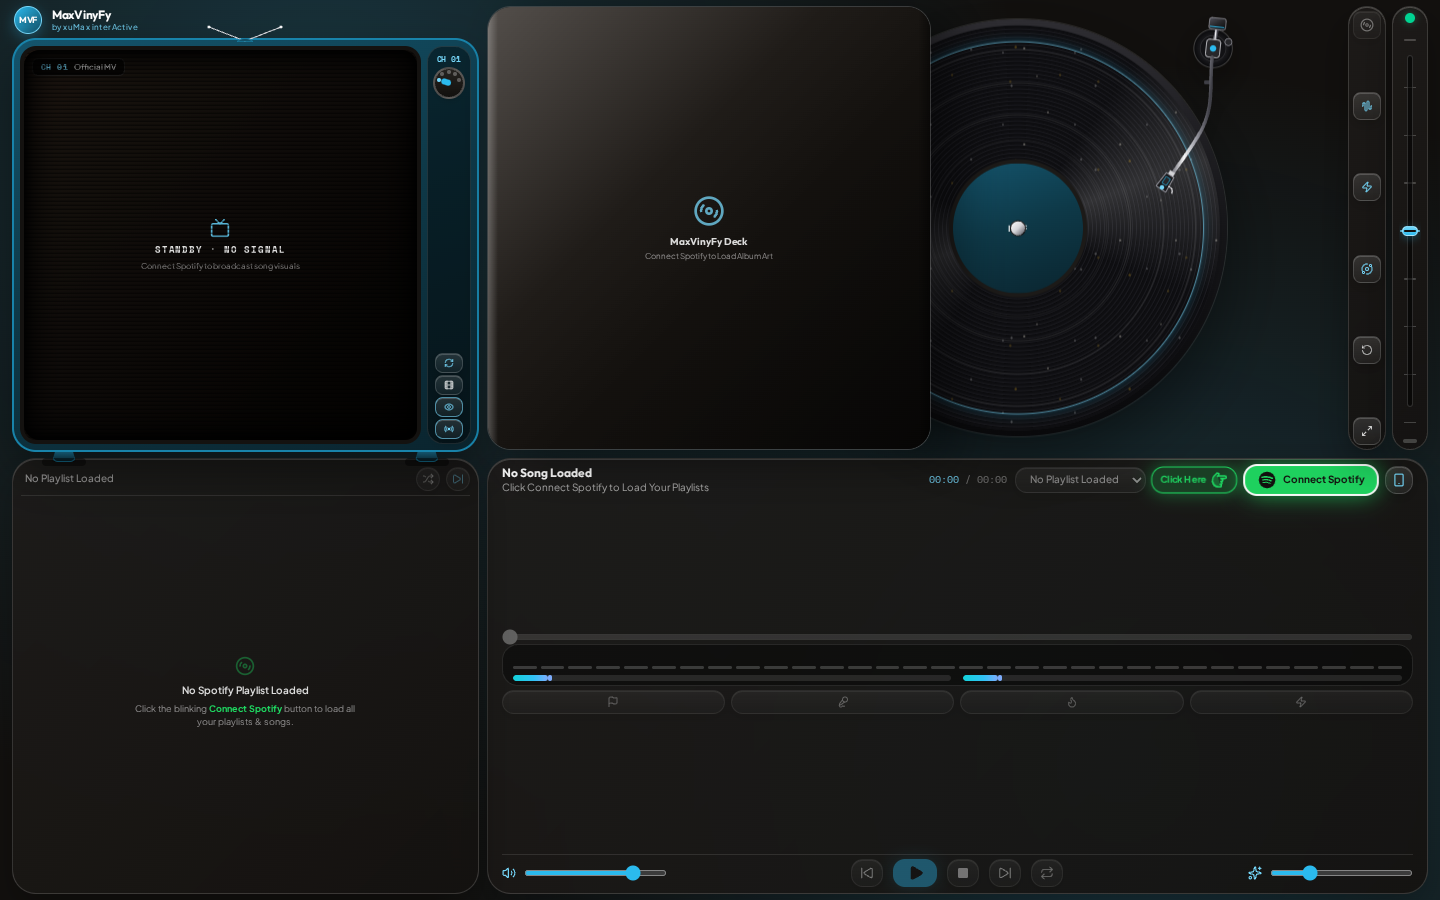 MVF
MaxVinyFy
by xuMax interActive
CH 01 Official MV
CH 01
STANDBY · NO SIGNAL
Connect Spotify to broadcast song visuals
MaxVinyFy Deck
Connect Spotify to Load Album Art
No Playlist Loaded
No Spotify Playlist Loaded
Click the blinking Connect Spotify button to load all
your playlists & songs.
No Song Loaded
Click Connect Spotify to Load Your Playlists
00:00 / 00:00
No Playlist Loaded
Click Here
Connect Spotify